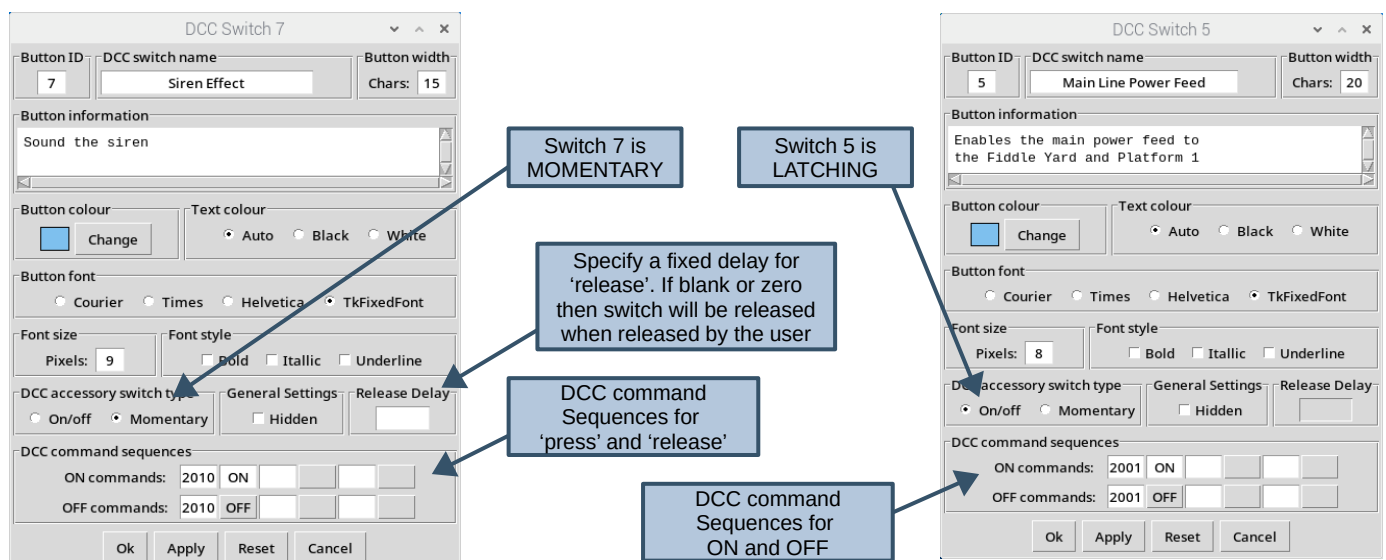 DCC Switch 7
Button ID DCC switch name Button width
7 Siren Effect Chars: 15
Button information
Sound the siren
Button colour Text colour
Change Auto Black White
Button font
Courier Times Helvetica TkFixedFont
Font size Font style
Pixels: 9 Bold Itallic Underline
DCC accessory switch type General Settings Release Delay
On/off Momentary Hidden
DCC command sequences
ON commands: 2010 ON
OFF commands: 2010 OFF
Ok Apply Reset Cancel
Switch 7 is
MOMENTARY
Specify a fixed delay for
‘release’. If blank or zero
then switch will be released
when released by the user
DCC command
Sequences for
‘press’ and ‘release’
Switch 5 is
LATCHING
DCC command
Sequences for
ON and OFF
DCC Switch 5
Button ID DCC switch name Button width
5 Main Line Power Feed Chars: 20
Button information
Enables the main power feed to
the Fiddle Yard and Platform 1
Button colour Text colour
Change Auto Black White
Button font
Courier Times Helvetica TkFixedFont
Font size Font style
Pixels: 8 Bold Itallic Underline
DCC accessory switch type General Settings Release Delay
On/off Momentary Hidden
DCC command sequences
ON commands: 2001 ON
OFF commands: 2001 OFF
Ok Apply Reset Cancel